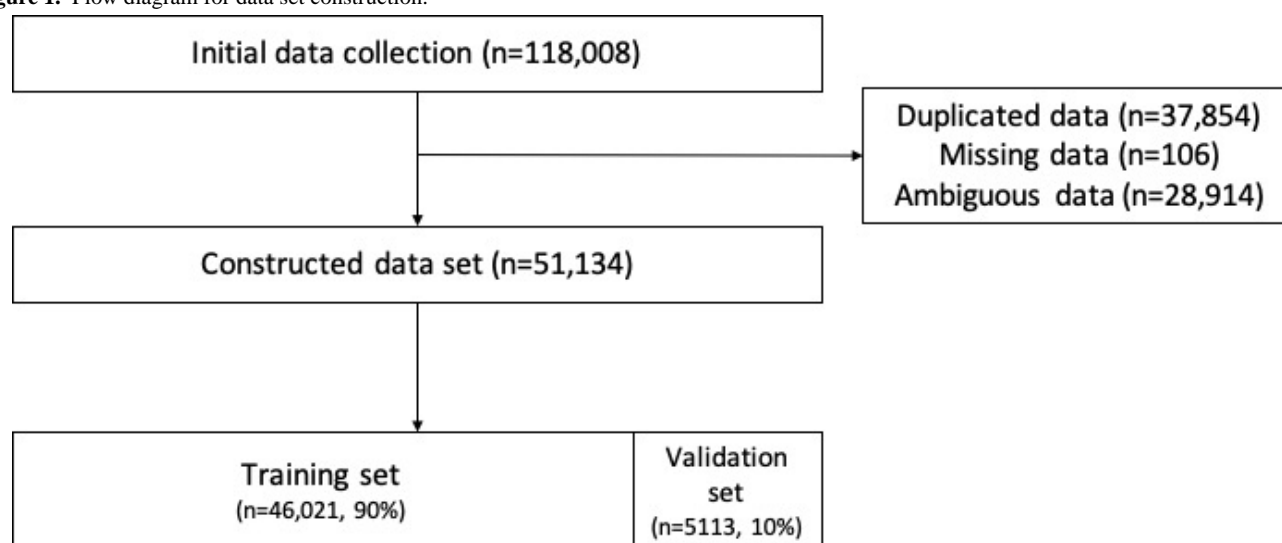 Figure 1. Flow diagram for data set construction.
Initial data collection (n=118,008)
Duplicated data (n=37,854)
Missing data (n=106)
Ambiguous data (n=28,914)
Constructed data set (n=51,134)
Training set
(n=46,021, 90%)
Validation
set
(n=5113, 10%)